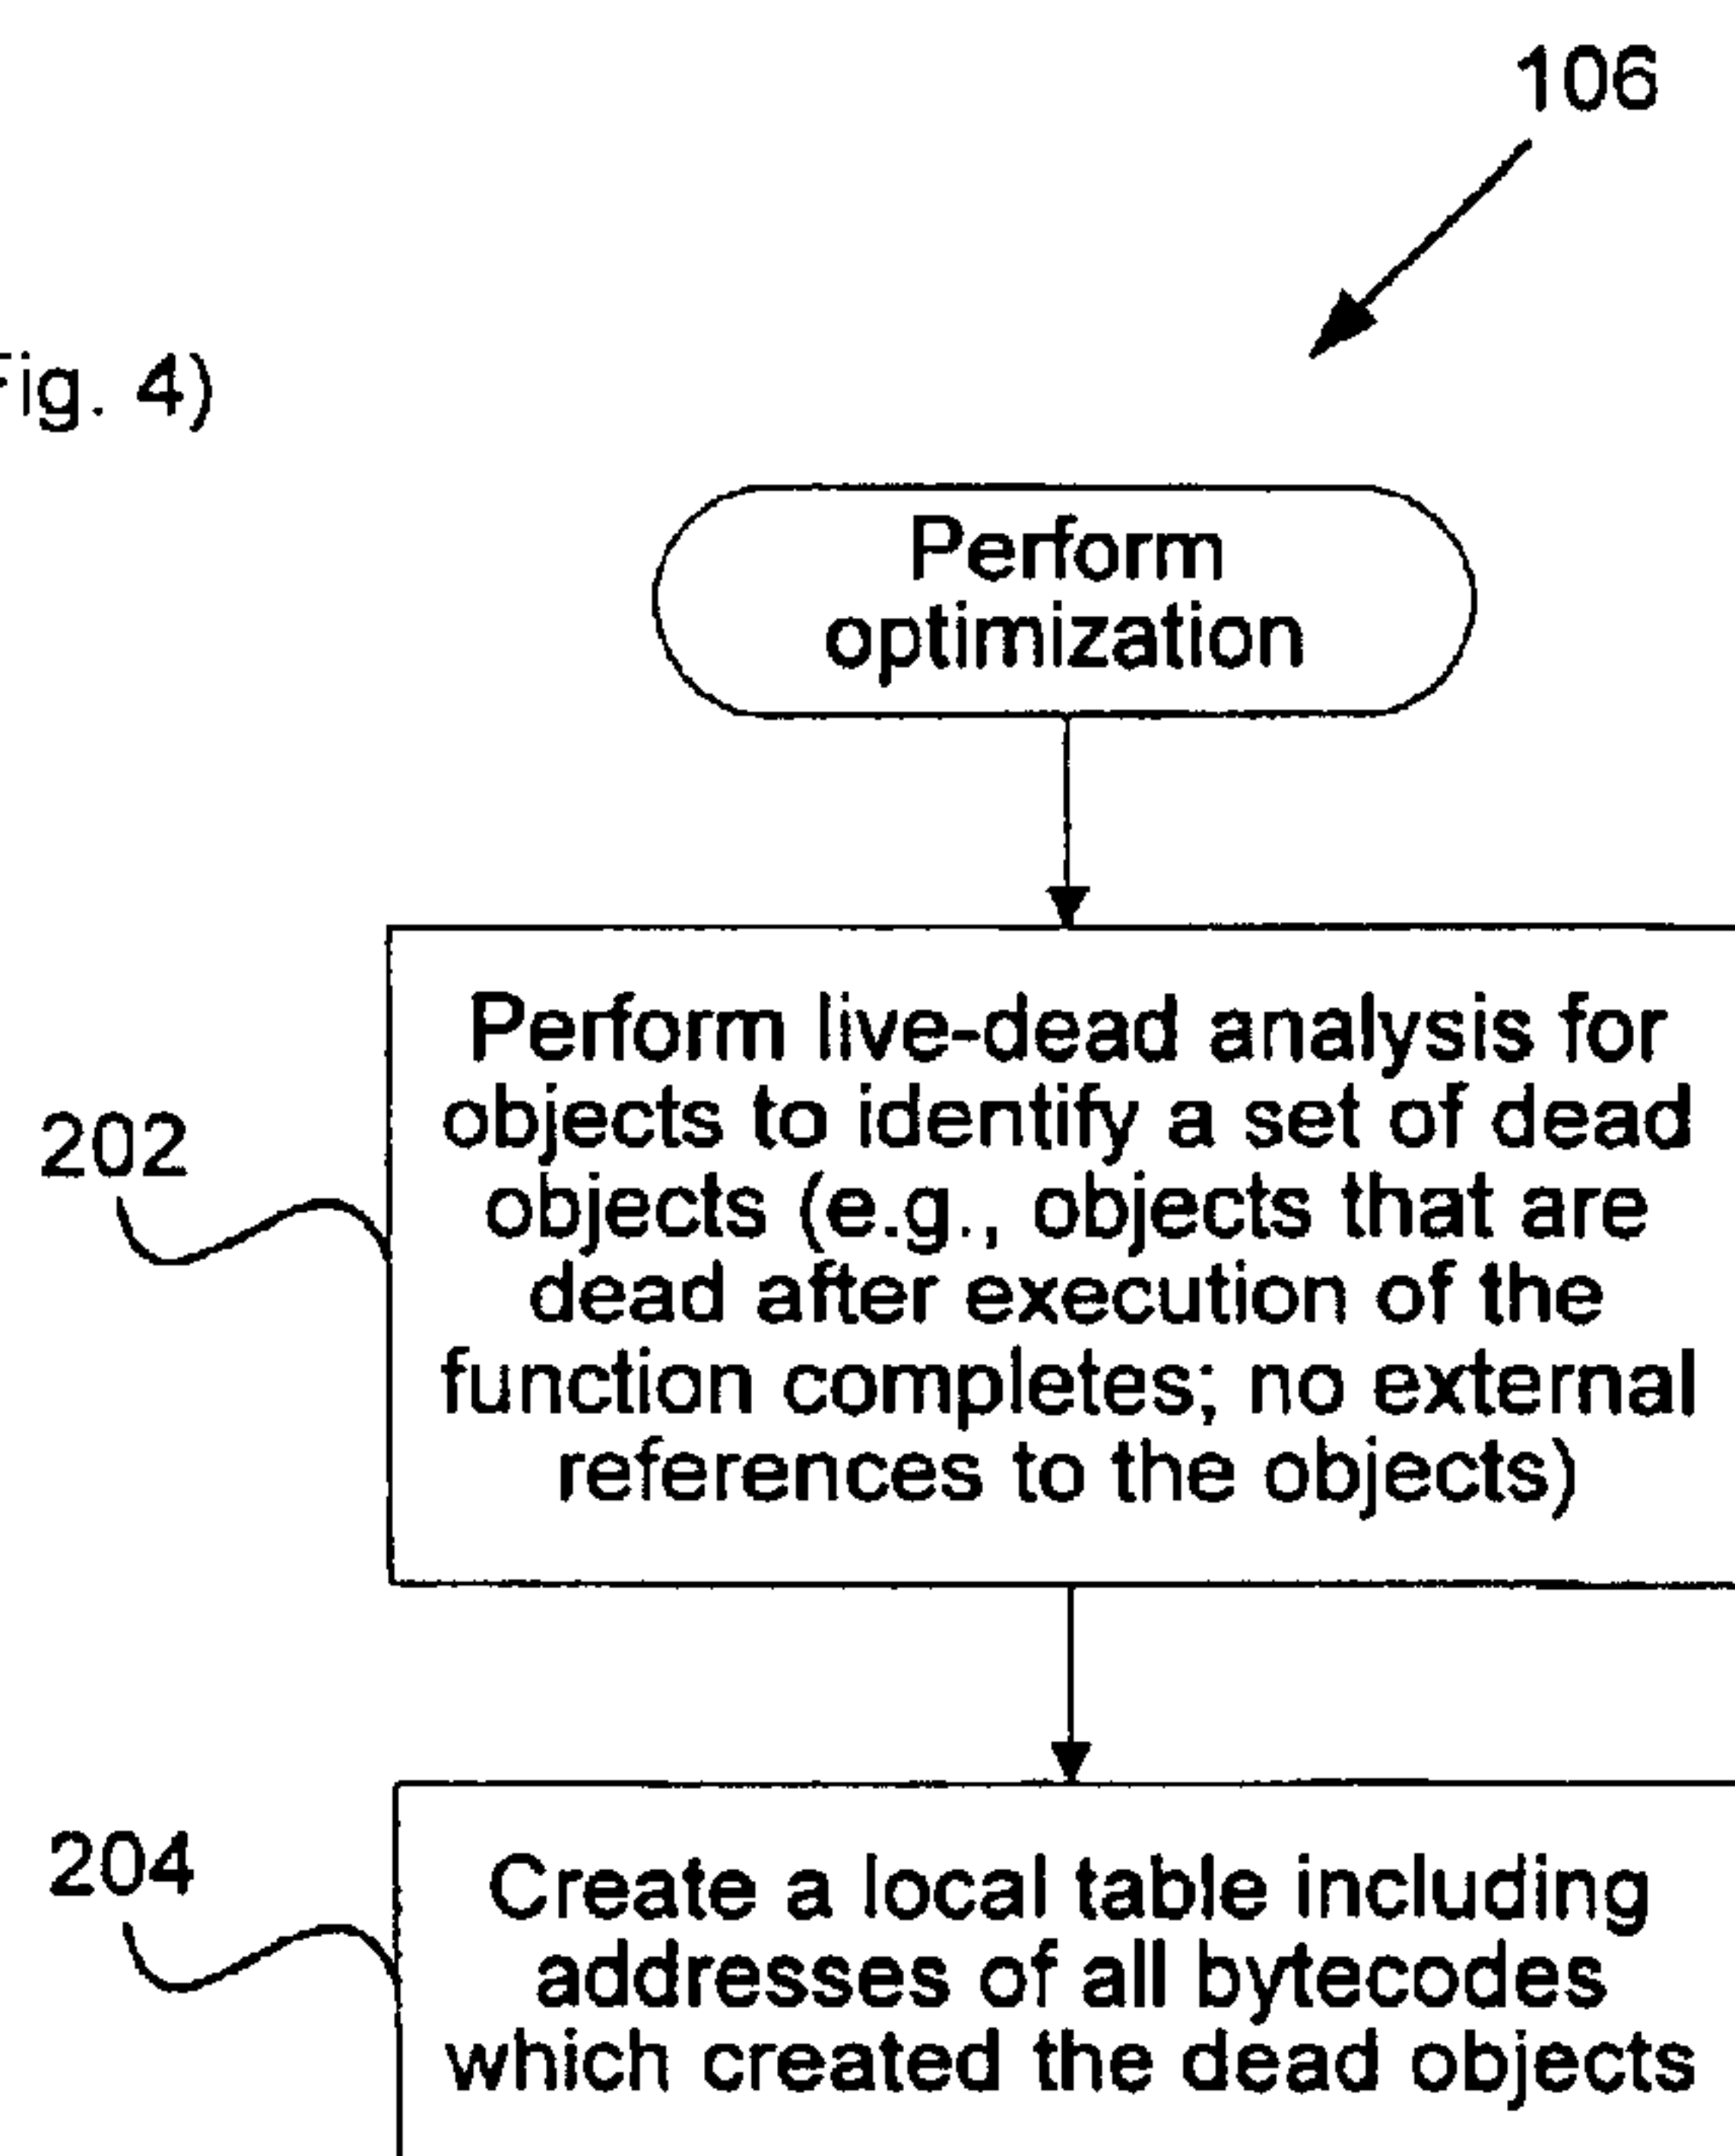 106
Fig. 4)
Perform
optimization
Perform live-dead analysis for
objects to identify a set of dead
objects (e.g., objects that are
dead after execution of the
function completes; no external
references to the objects)
202
204
Create a local table including
addresses of all bytecodes
which created the dead objects